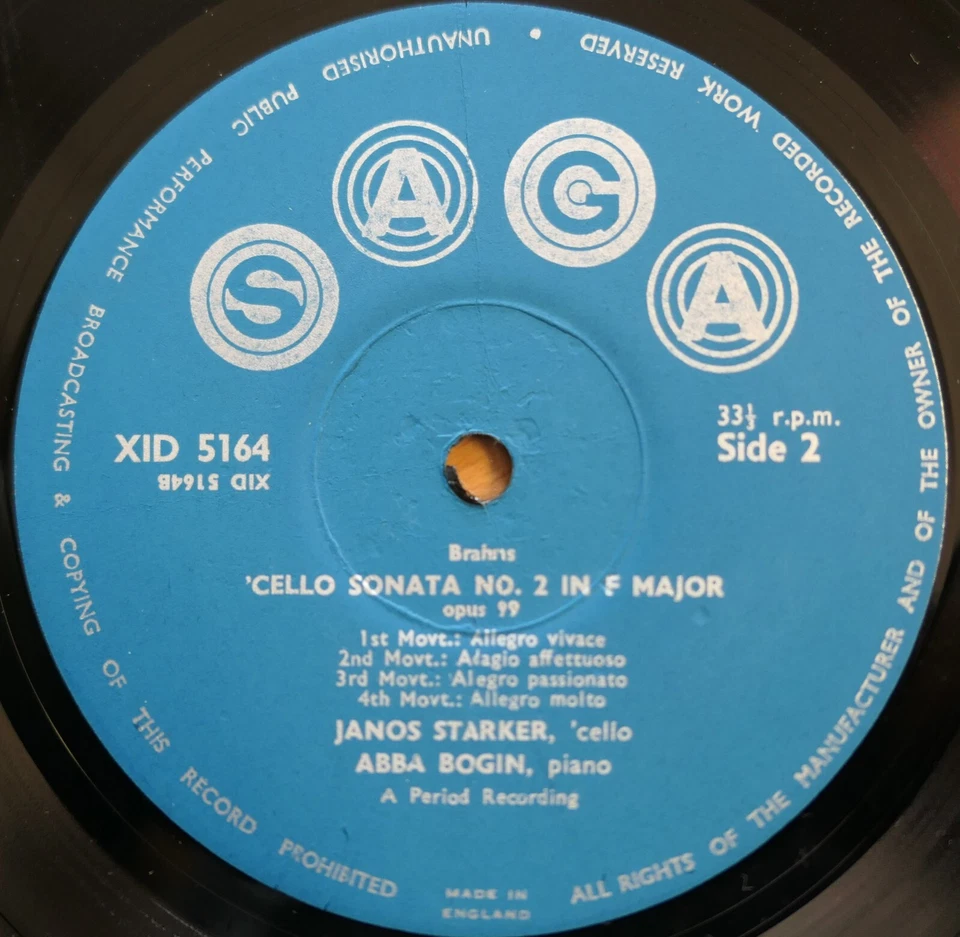 SAGA
XID 5164
XID 5164B
33⅓ r.p.m.
Side 2
Brahms
'CELLO SONATA NO. 2 IN F MAJOR
opus 99
1st Movt.: Allegro vivace
2nd Movt.: Adagio affettuoso
3rd Movt.: Allegro passionato
4th Movt.: Allegro molto
JANOS STARKER, 'cello
ABBA BOGIN, piano
A Period Recording
MADE IN
ENGLAND
ALL RIGHTS OF THE MANUFACTURER AND OF THE OWNER OF THE RECORDED WORK RESERVED • UNAUTHORISED PUBLIC PERFORMANCE BROADCASTING & COPYING OF THIS RECORD PROHIBITED